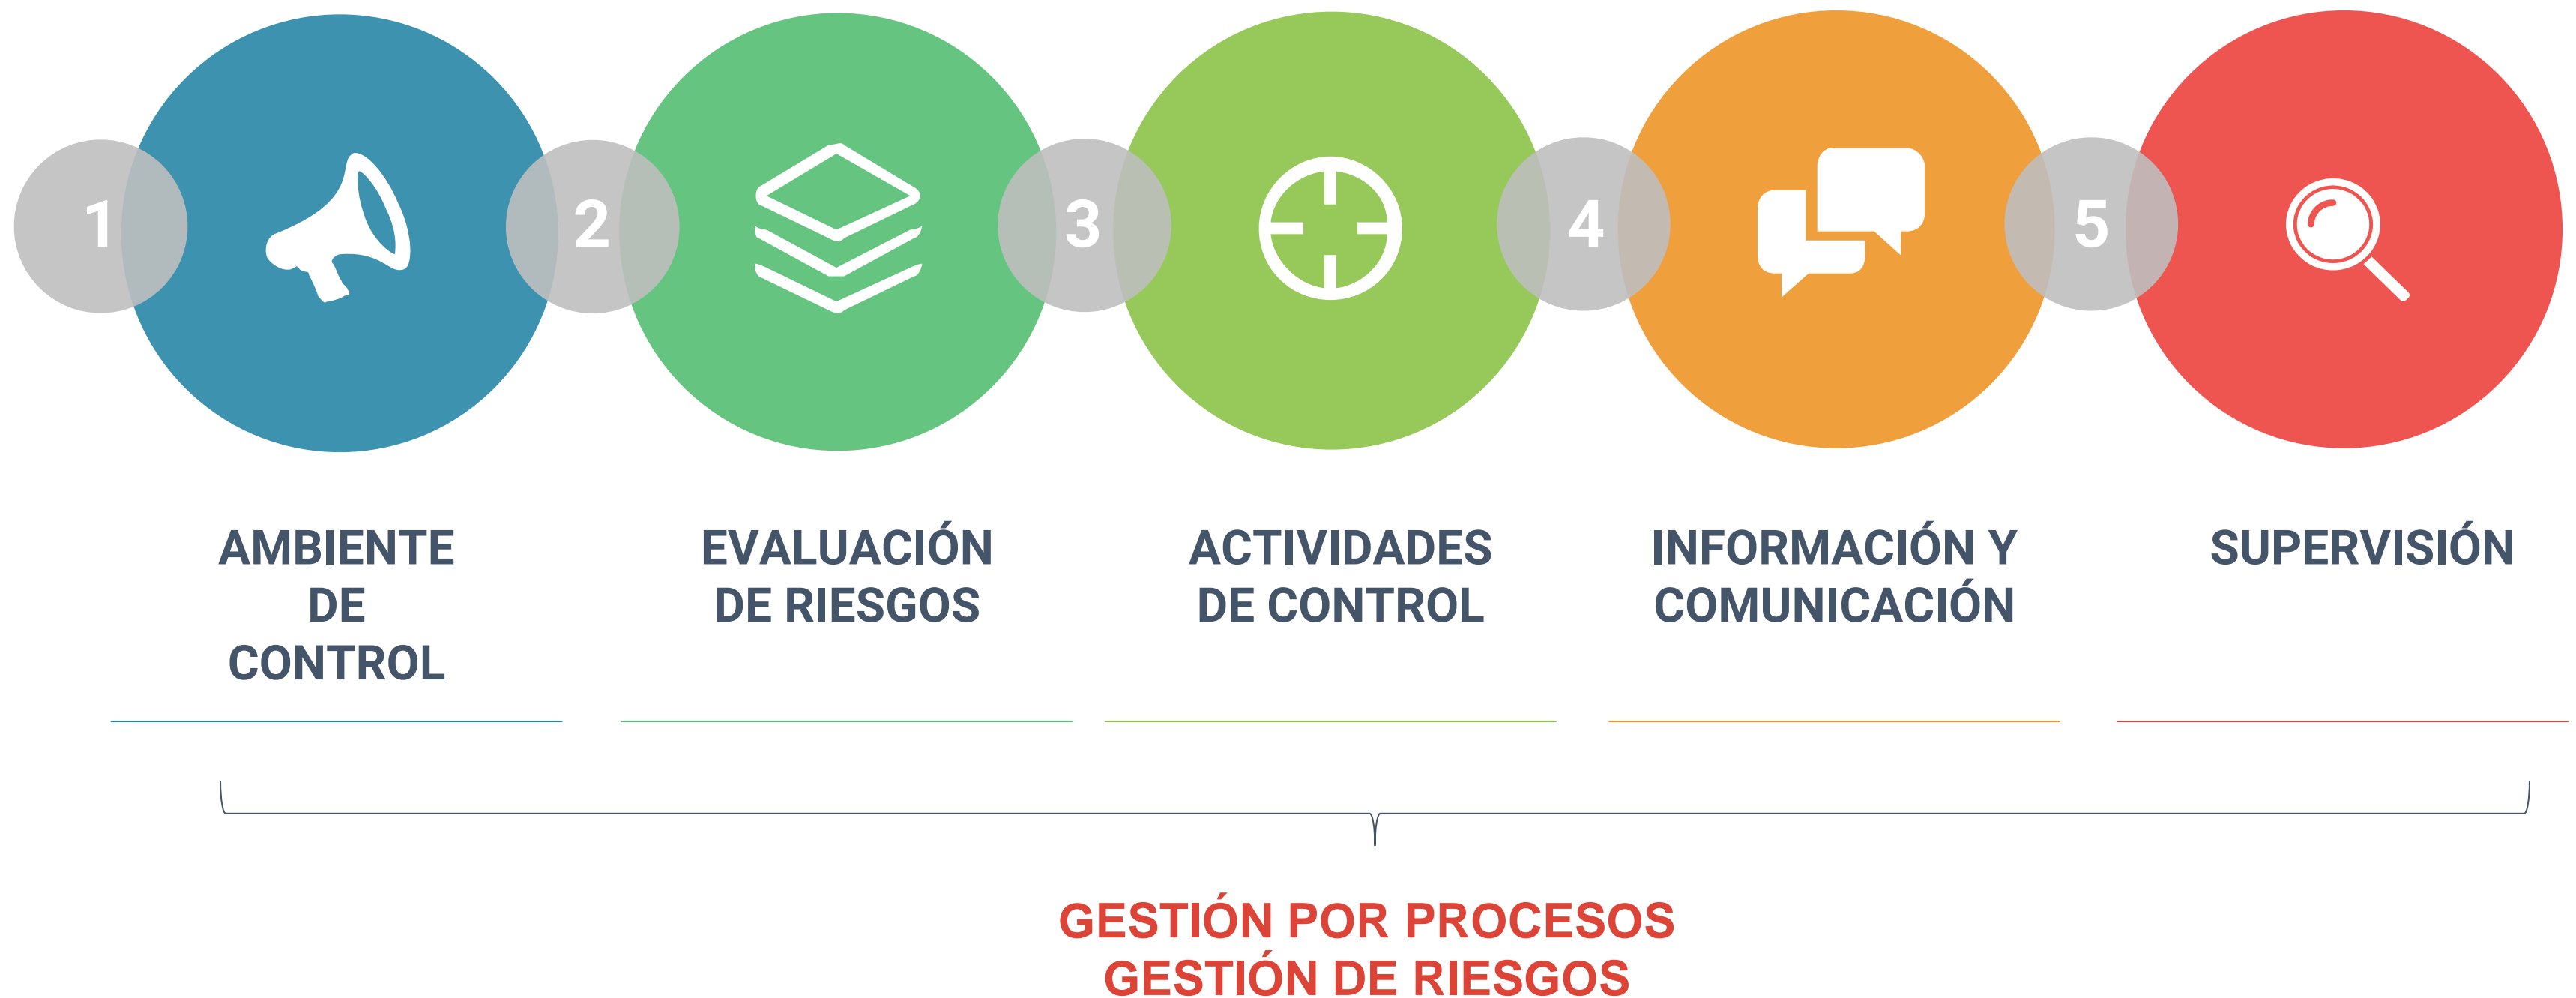 1
2
3
4
5
AMBIENTE
DE
CONTROL
EVALUACIÓN
DE RIESGOS
ACTIVIDADES
DE CONTROL
INFORMACIÓN Y
COMUNICACIÓN
SUPERVISIÓN
GESTIÓN POR PROCESOS
GESTIÓN DE RIESGOS